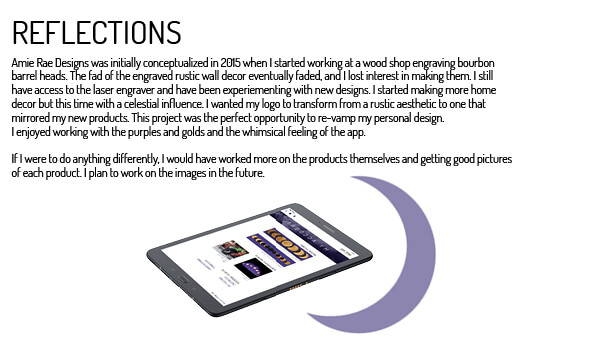 REFLECTIONS
Amie Rae Designs was initially conceptualized in 2015 when I started working at a wood shop engraving bourbon
barrel heads. The fad of the engraved rustic wall decor eventually faded, and I lost interest in making them. I still
have access to the laser engraver and have been experiementing with new designs. I started making more home
decor but this time with a celestial influence. I wanted my logo to transform from a rustic aesthetic to one that
mirrored my new products. This project was the perfect opportunity to re-vamp my personal design.
I enjoyed working with the purples and golds and the whimsical feeling of the app.
If I were to do anything differently, I would have worked more on the products themselves and getting good pictures
of each product. I plan to work on the images in the future.